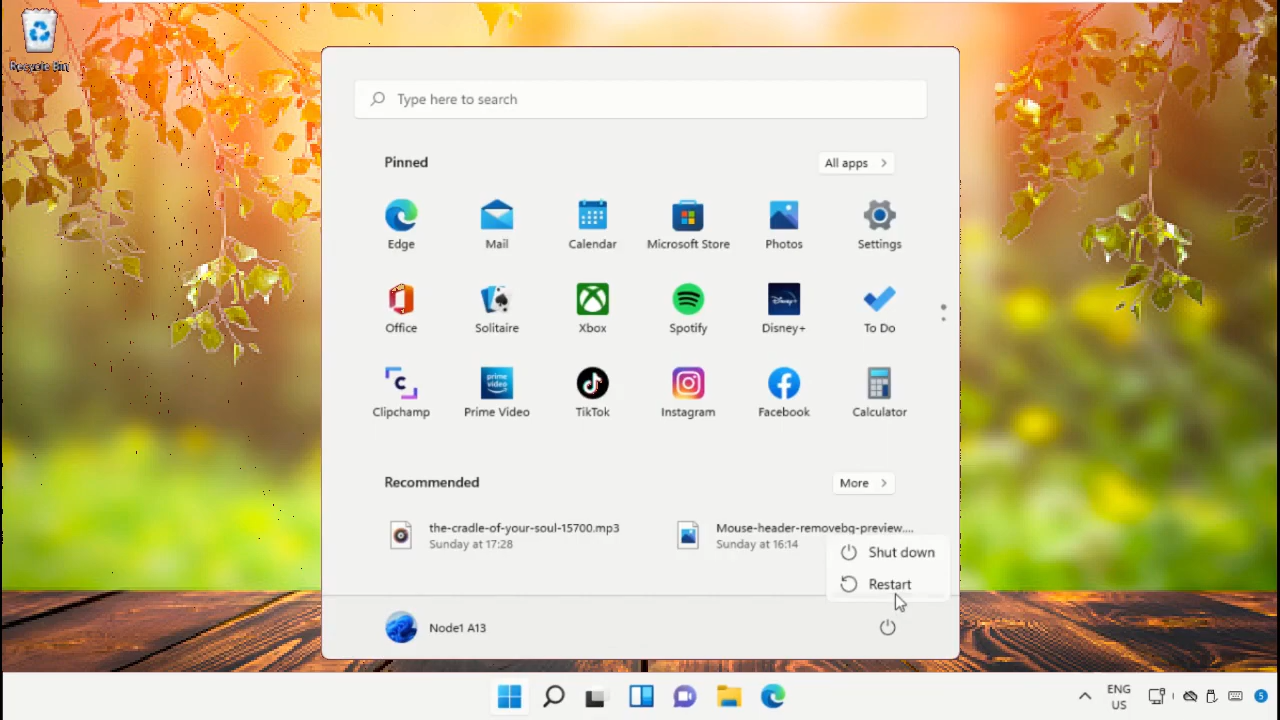 Recycle Bin
Type here to search
Pinned
All apps
Edge
Mail
Calendar
Microsoft Store
Photos
Settings
Office
Solitaire
Xbox
Spotify
Disney+
To Do
Clipchamp
Prime Video
TikTok
Instagram
Facebook
Calculator
Recommended
More
the-cradle-of-your-soul-15700.mp3
Sunday at 17:28
Mouse-header-removebq-preview....
Sunday at 16:14
Shut down
Restart
Node1 A13
ENG
US
5